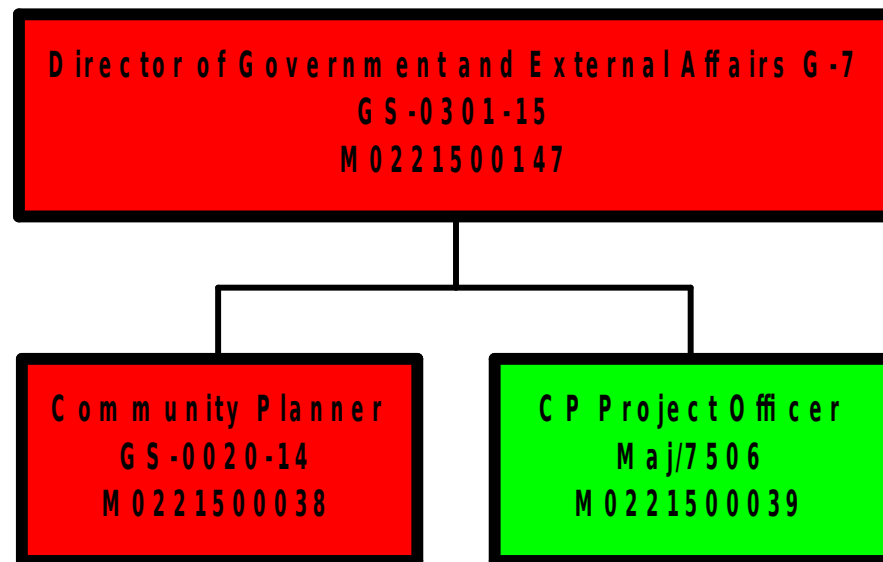 Director of Government and External Affairs G-7
GS-0301-15
M0221500147
Community Planner
GS-0020-14
M0221500038
CP Project Officer
Maj/7506
M0221500039